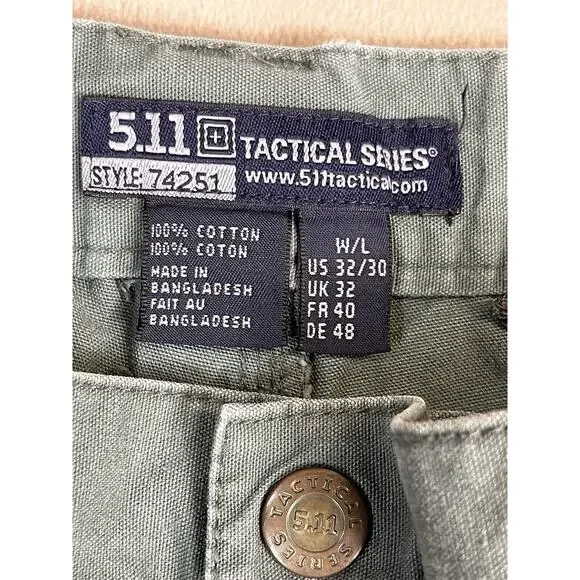 5.11 TACTICAL SERIES®
STYLE: 74251 www.511tactical.com
100% COTTON
100% COTON
MADE IN
BANGLADESH
FAIT AU
BANGLADESH
W/L
US 32/30
UK 32
FR 40
DE 48
TACTICAL
5.11
SERIES